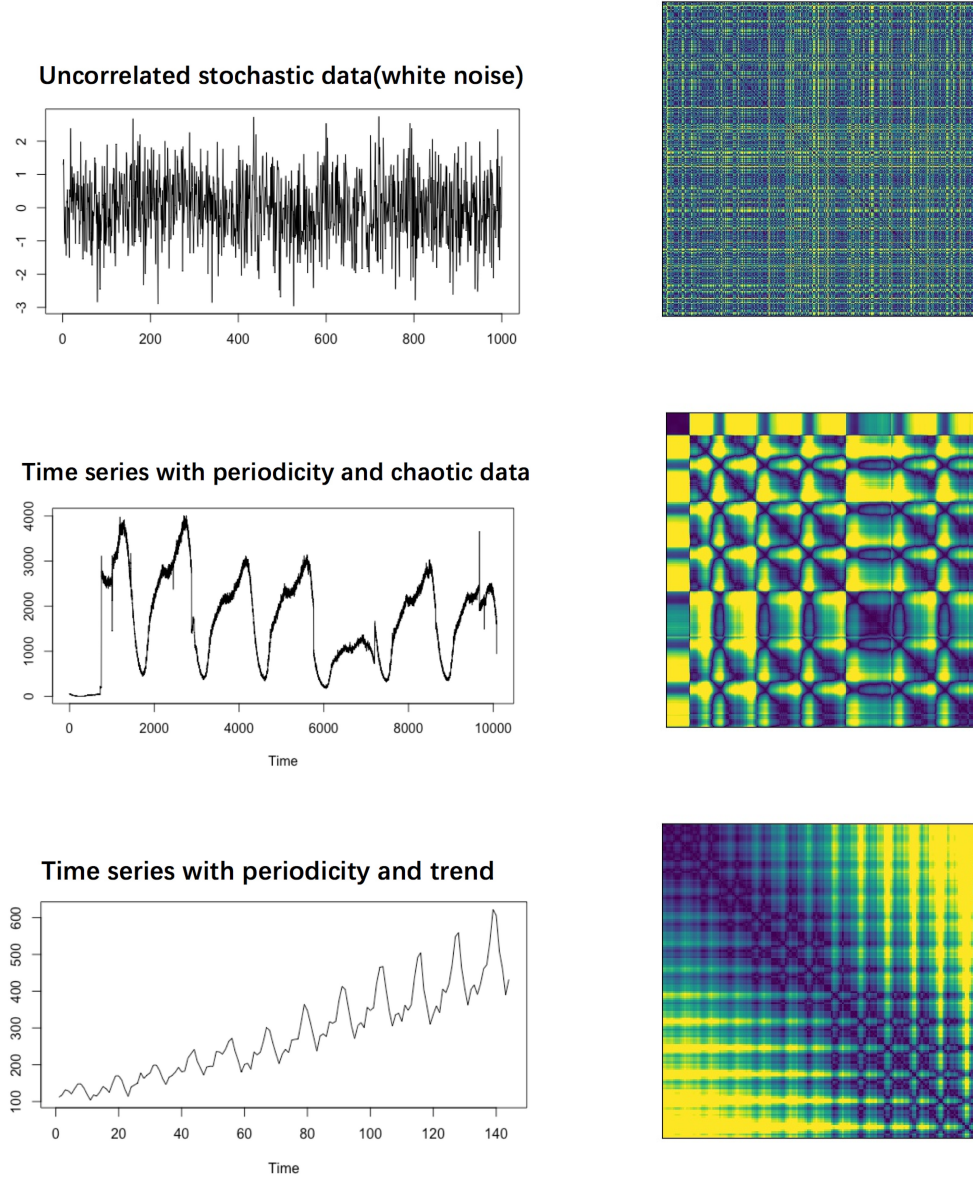 Uncorrelated stochastic data(white noise)
2
1
0
-1
-2
-3
0 200 400 600 800 1000
Time series with periodicity and chaotic data
4000
3000
2000
1000
0
0 2000 4000 6000 8000 10000
Time
Time series with periodicity and trend
600
500
400
300
200
100
0 20 40 60 80 100 120 140
Time